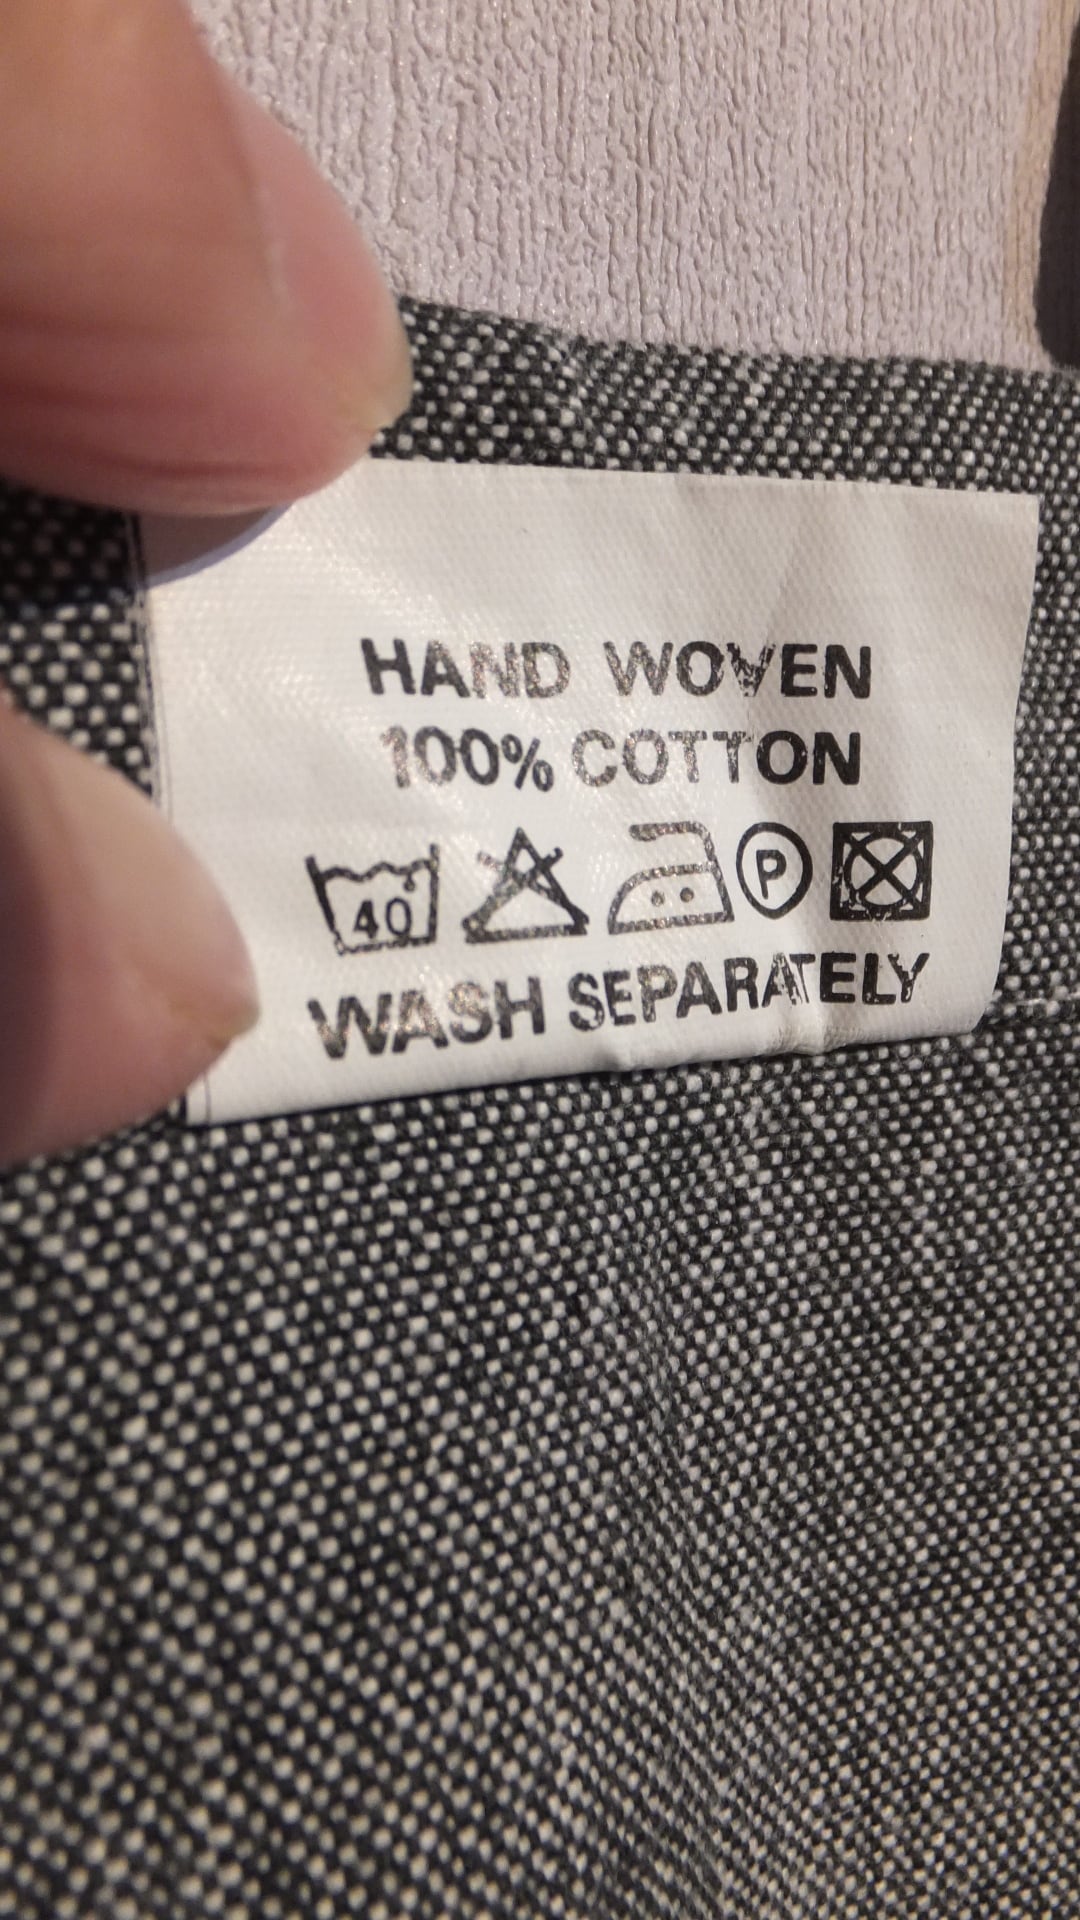 HAND WOVEN
100% COTTON
40 P
WASH SEPARATELY